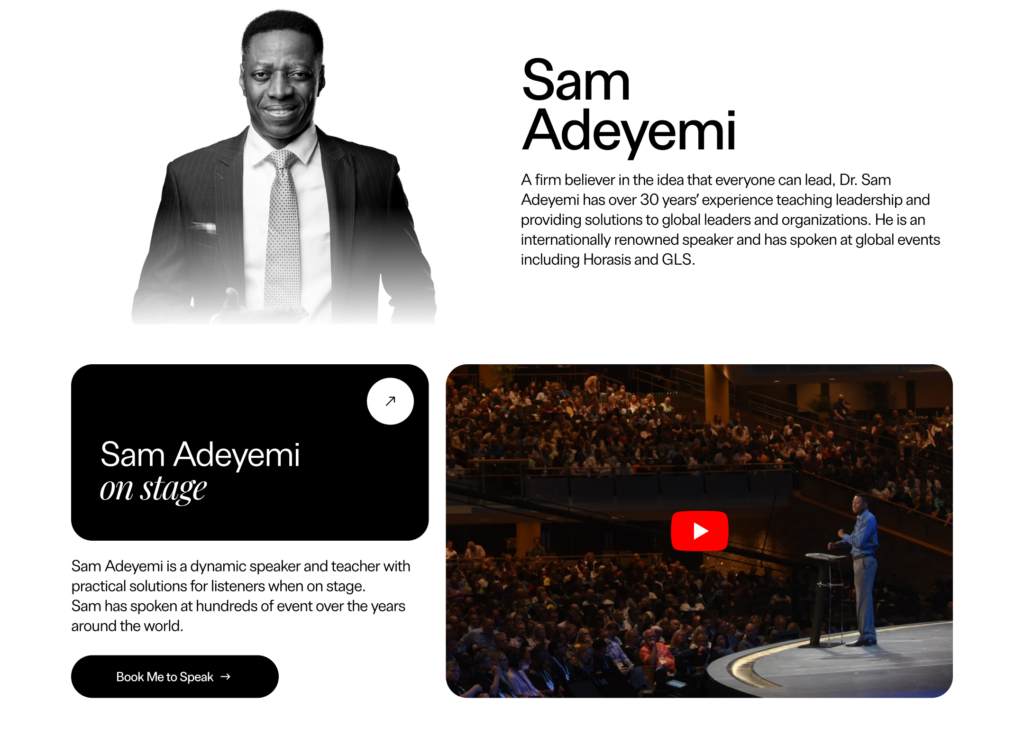 Sam
Adeyemi
A firm believer in the idea that everyone can lead, Dr. Sam
Adeyemi has over 30 years’ experience teaching leadership and
providing solutions to global leaders and organizations. He is an
internationally renowned speaker and has spoken at global events
including Horasis and GLS.
Sam Adeyemi
on stage
Sam Adeyemi is a dynamic speaker and teacher with
practical solutions for listeners when on stage.
Sam has spoken at hundreds of event over the years
around the world.
Book Me to Speak →